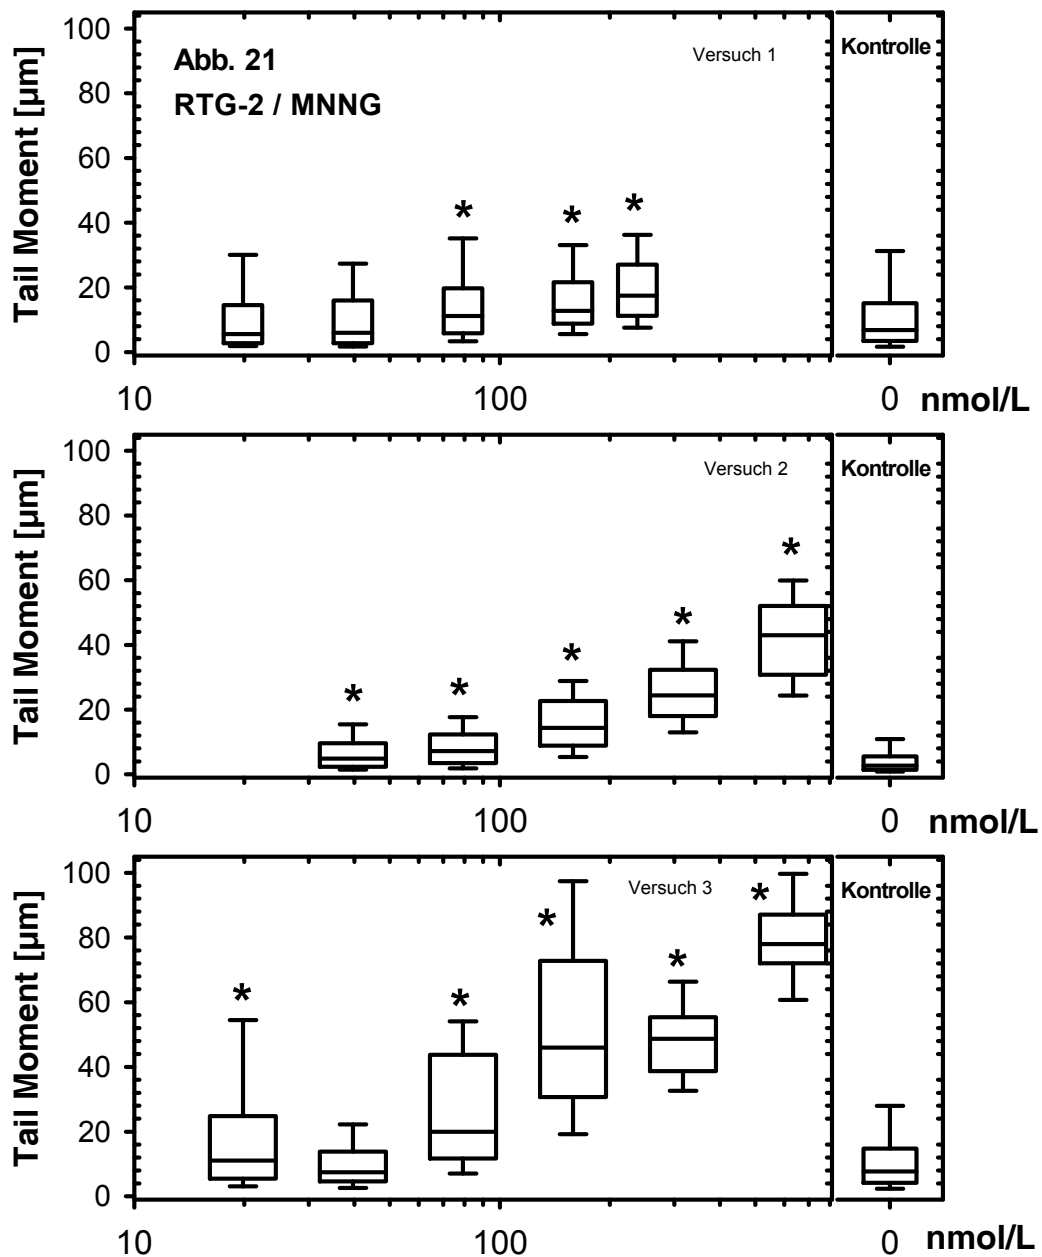 Tail Moment [µm]
100
80
60
40
20
0
Abb. 21
RTG-2 / MNNG
Versuch 1
Kontrolle
*
*
*
10
100
0
nmol/L
Tail Moment [µm]
100
80
60
40
20
0
Versuch 2
Kontrolle
*
*
*
*
*
10
100
0
nmol/L
Tail Moment [µm]
100
80
60
40
20
0
Versuch 3
Kontrolle
*
*
*
*
*
10
100
0
nmol/L